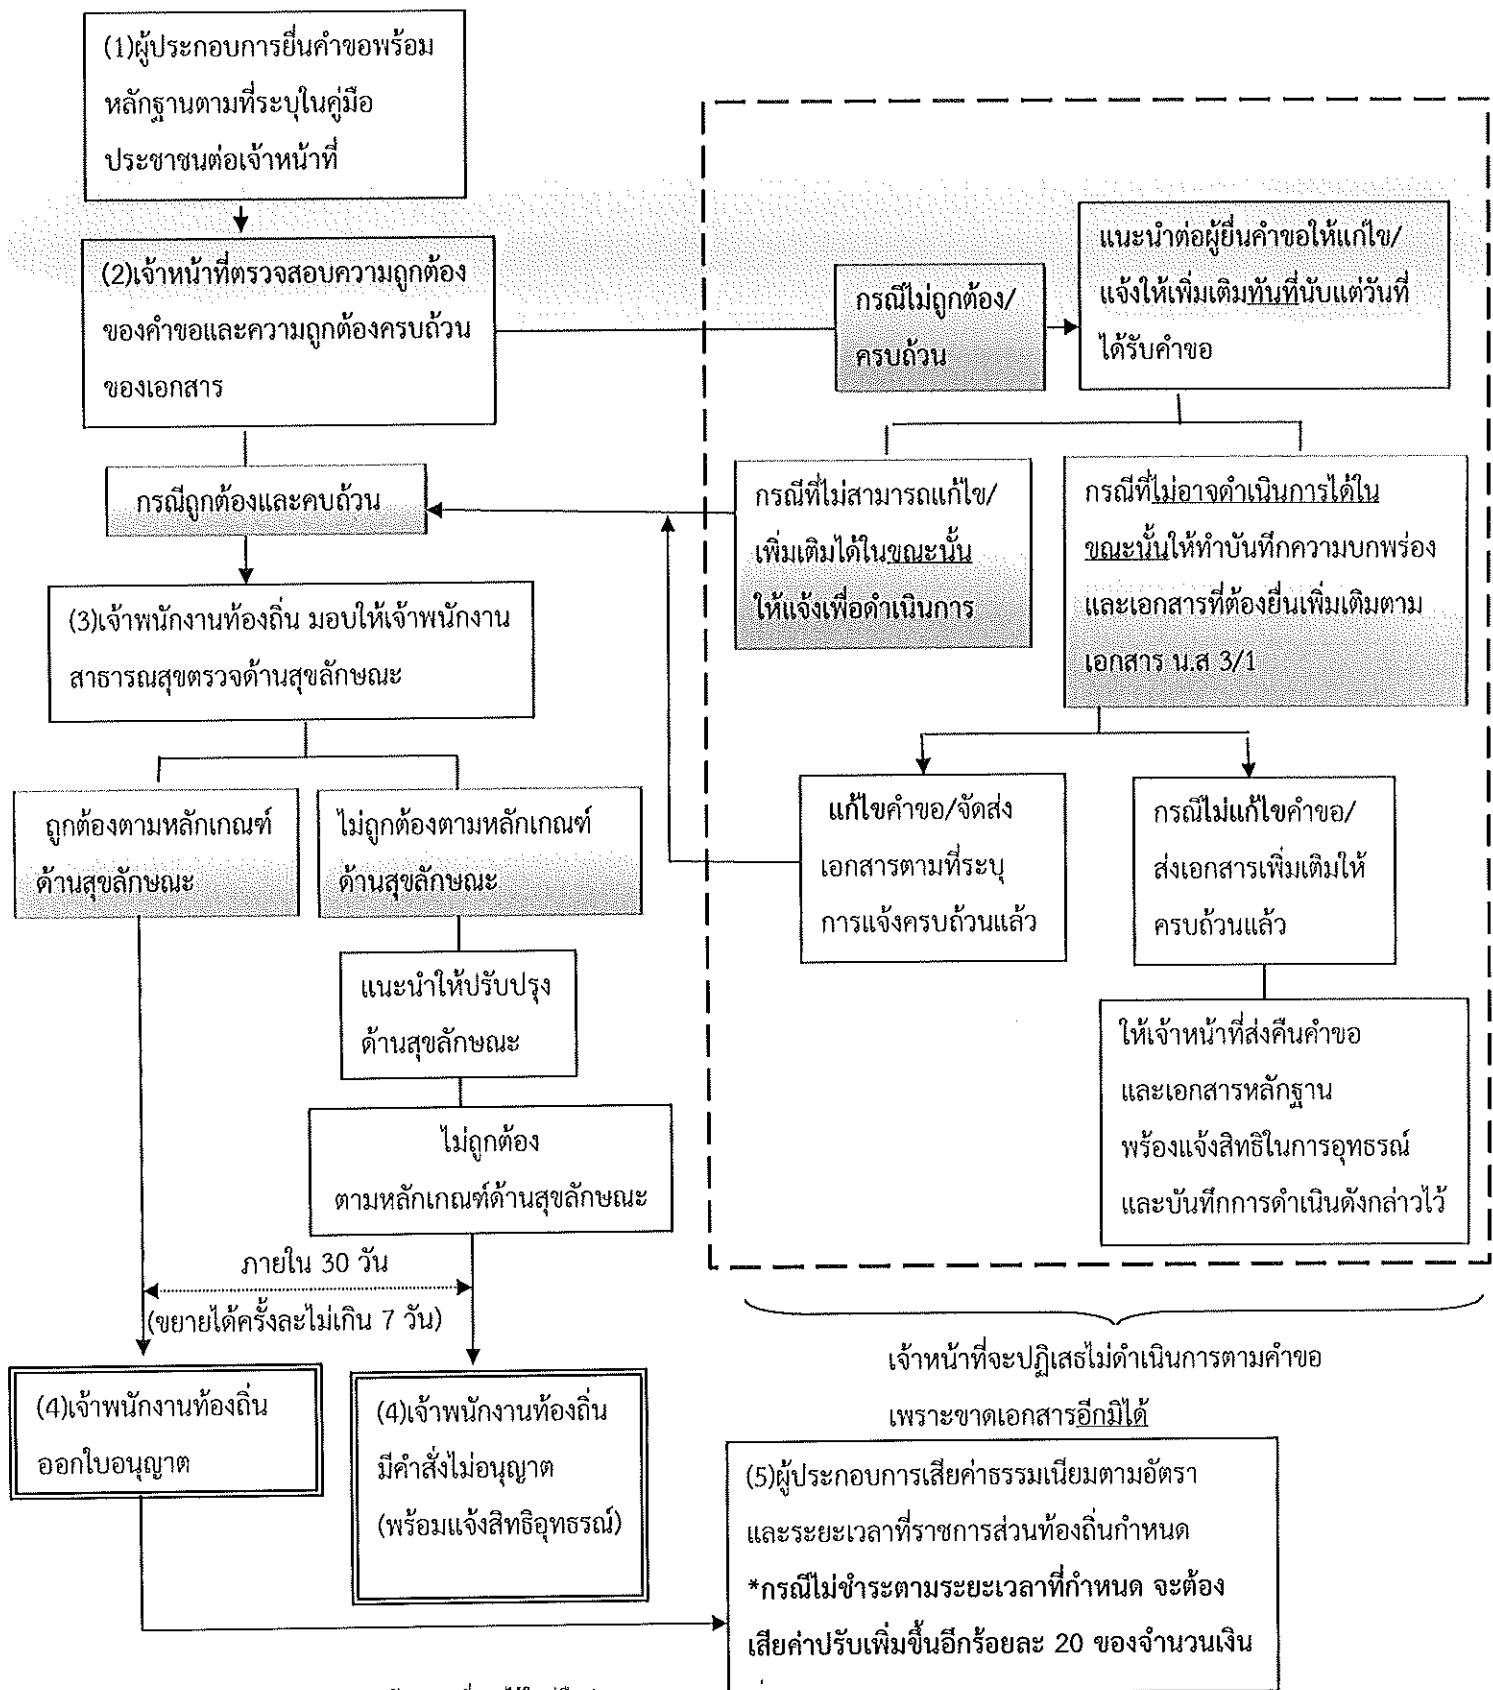 (1)ผู้ประกอบการยื่นคำขอพร้อม
หลักฐานตามที่ระบุในคู่มือ
ประชาชนต่อเจ้าหน้าที่
(2)เจ้าหน้าที่ตรวจสอบความถูกต้อง
ของคำขอและความถูกต้องครบถ้วน
ของเอกสาร
กรณีไม่ถูกต้อง/
ครบถ้วน
แนะนำต่อผู้ยื่นคำขอให้แก้ไข/
แจ้งให้เพิ่มเติมทันที่นับแต่วันที่
ได้รับคำขอ
กรณีถูกต้องและคบถ้วน
กรณีที่ไม่สามารถแก้ไข/
เพิ่มเติมได้ในขณะนั้น
ให้แจ้งเพื่อดำเนินการ
กรณีที่ไม่อาจดำเนินการได้ใน
ขณะนั้นให้ทำบันทึกความบกพร่อง
และเอกสารที่ต้องยื่นเพิ่มเติมตาม
เอกสาร น.ส 3/1
(3)เจ้าพนักงานท้องถิ่น มอบให้เจ้าพนักงาน
สาธารณสุขตรวจด้านสุขลักษณะ
ถูกต้องตามหลักเกณฑ์
ด้านสุขลักษณะ
ไม่ถูกต้องตามหลักเกณฑ์
ด้านสุขลักษณะ
แก้ไขคำขอ/จัดส่ง
เอกสารตามที่ระบุ
การแจ้งครบถ้วนแล้ว
กรณีไม่แก้ไขคำขอ/
ส่งเอกสารเพิ่มเติมให้
ครบถ้วนแล้ว
แนะนำให้ปรับปรุง
ด้านสุขลักษณะ
ให้เจ้าหน้าที่ส่งคืนคำขอ
และเอกสารหลักฐาน
พร้องแจ้งสิทธิในการอุทธรณ์
และบันทึกการดำเนินดังกล่าวไว้
ไม่ถูกต้อง
ตามหลักเกณฑ์ด้านสุขลักษณะ
ภายใน 30 วัน
(ขยายได้ครั้งละไม่เกิน 7 วัน)
เจ้าหน้าที่จะปฏิเสธไม่ดำเนินการตามคำขอ
เพราะขาดเอกสารอีกมิได้
(4)เจ้าพนักงานท้องถิ่น
ออกใบอนุญาต
(4)เจ้าพนักงานท้องถิ่น
มีคำสั่งไม่อนุญาต
(พร้อมแจ้งสิทธิอุทธรณ์)
(5)ผู้ประกอบการเสียค่าธรรมเนียมตามอัตรา
และระยะเวลาที่ราชการส่วนท้องถิ่นกำหนด
*กรณีไม่ชำระตามระยะเวลาที่กำหนด จะต้อง
เสียค่าปรับเพิ่มขึ้นอีกร้อยละ 20 ของจำนวนเงิน